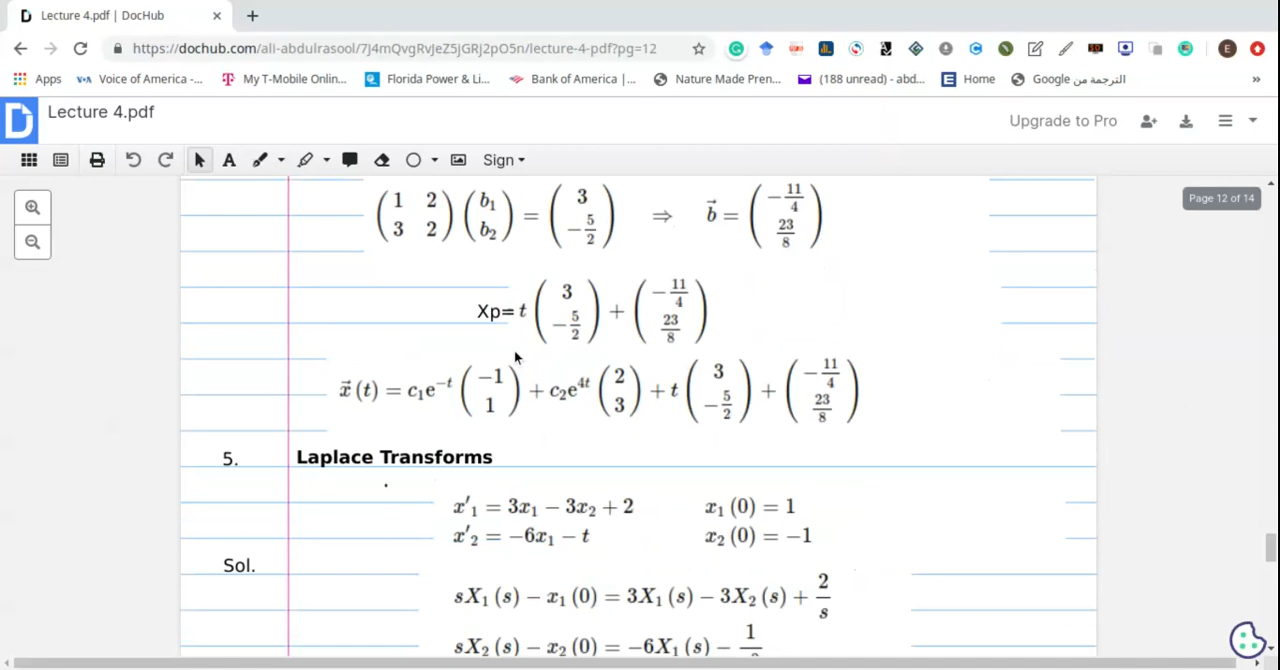 Lecture 4.pdf | DocHub
https://dochub.com/ali-abdulrasool/7J4mQvgRvJeZ5JGRJ2pO5n/lecture-4-pdf?pg=12
E
Apps Voice of America -... My T-Mobile Onlin... Florida Power & Li... Bank of America |... Nature Made Pren... (188 unread) - abd... Home الترجمة من Google »
Lecture 4.pdf
Upgrade to Pro
A Sign
Page 12 of 14
(1 2; 3 2)(b₁; b₂) = (3; −5/2) ⇒ b⃗ = (−11/4; 23/8)
Xp= t (3; −5/2) + (−11/4; 23/8)
x⃗ (t) = c₁e^−t (−1; 1) + c₂e^4t (2; 3) + t (3; −5/2) + (−11/4; 23/8)
5. Laplace Transforms
x′₁ = 3x₁ − 3x₂ + 2 x₁ (0) = 1
x′₂ = −6x₁ − t x₂ (0) = −1
Sol.
sX₁ (s) − x₁ (0) = 3X₁ (s) − 3X₂ (s) + 2/s
sX₂ (s) − x₂ (0) = −6X₁ (s) − 1